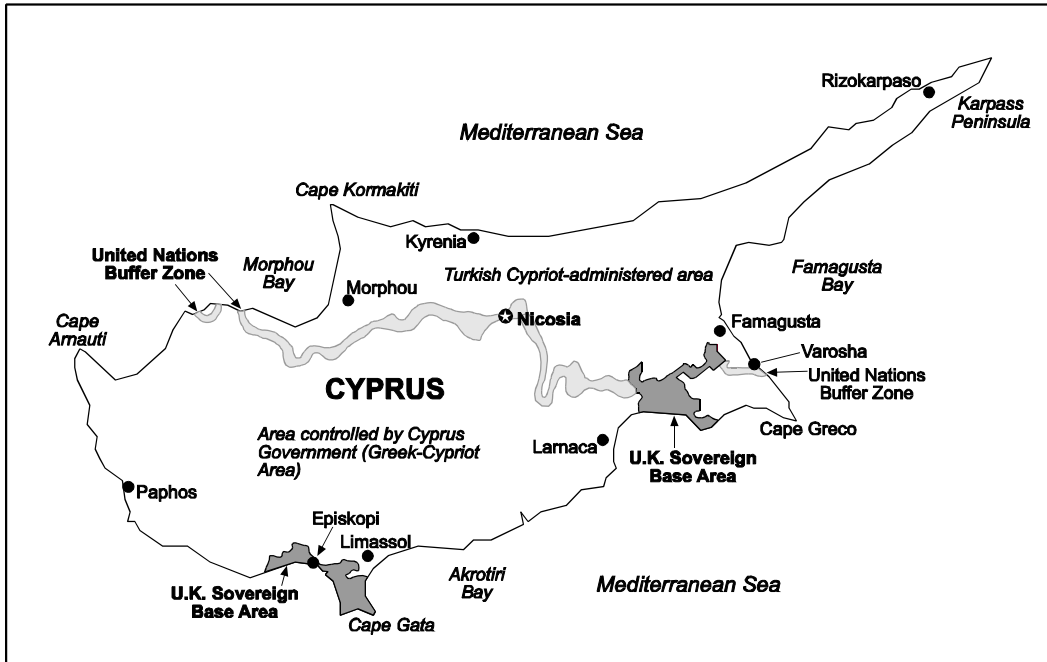 Rizokarpaso
Karpass
Peninsula
Mediterranean Sea
Cape Kormakiti
Kyrenia
United Nations
Buffer Zone
Morphou
Bay
Turkish Cypriot-administered area
Famagusta
Bay
Morphou
Cape
Arnauti
Nicosia
Famagusta
Varosha
United Nations
Buffer Zone
CYPRUS
Area controlled by Cyprus
Government (Greek-Cypriot
Area)
Cape Greco
Larnaca
U.K. Sovereign
Base Area
Paphos
Episkopi
Limassol
Akrotiri
Bay
Mediterranean Sea
U.K. Sovereign
Base Area
Cape Gata